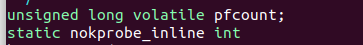 unsigned long volatile pfcount;
static nokprobe_inline int